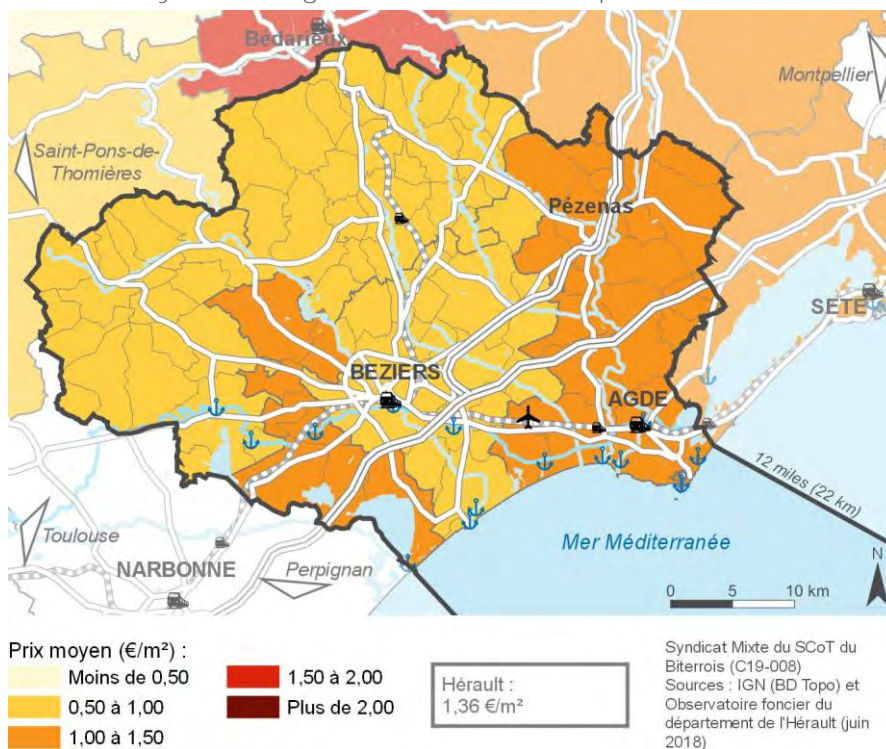 Bédarieux
Montpellier
Saint-Pons-de-
Thomières
Pézenas
SETE
BEZIERS
AGDE
12 miles (22 km)
Toulouse
Mer Méditerranée
N
NARBONNE
Perpignan
0 5 10 km
Prix moyen (€/m²) :
Moins de 0,50
0,50 à 1,00
1,00 à 1,50
1,50 à 2,00
Plus de 2,00
Hérault :
1,36 €/m²
Syndicat Mixte du SCoT du
Biterrois (C19-008)
Sources : IGN (BD Topo) et
Observatoire foncier du
département de l'Hérault (juin
2018)